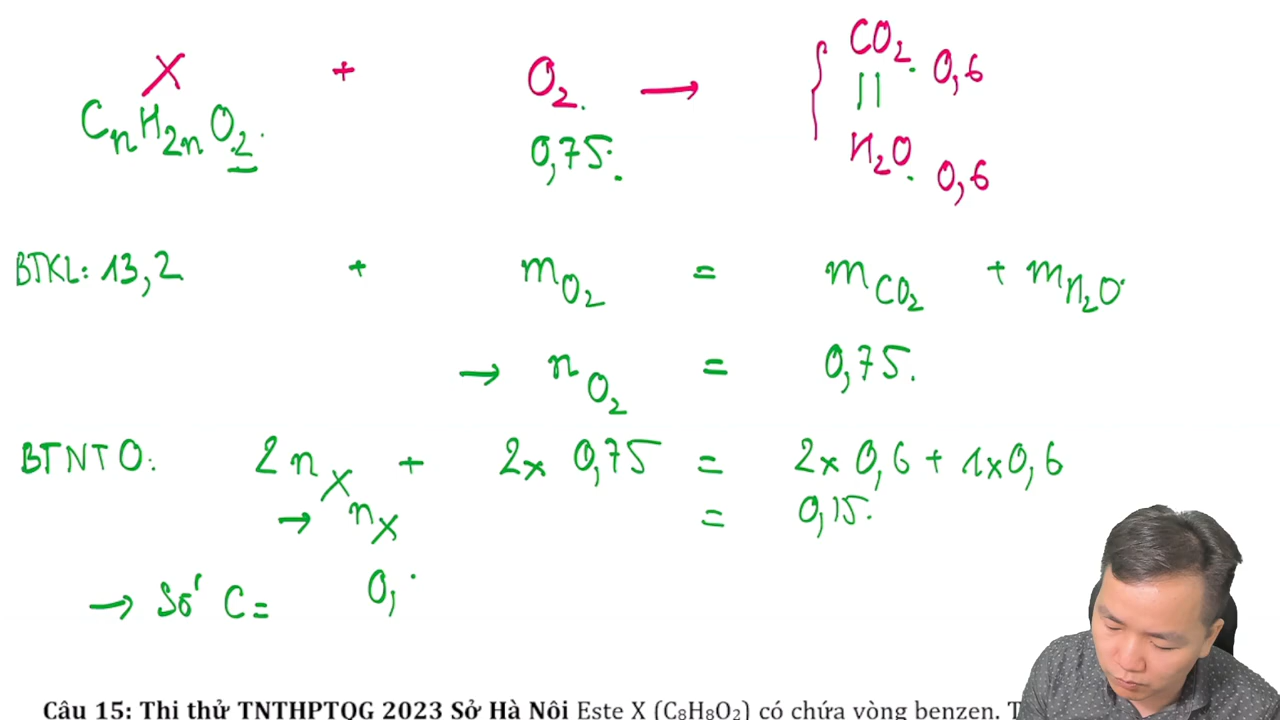 X + O₂ → { CO₂ 0,6
CₙH₂ₙO₂ 0,75 || H₂O 0,6
BTKL: 13,2 + mO₂ = mCO₂ + mH₂O
→ nO₂ = 0,75.
BTNT O: 2nX + 2x 0,75 = 2x 0,6 + 1x0,6
→ nX = 0,15.
→ Số C = 0,
Câu 15: Thi thử TNTHPTQG 2023 Sở Hà Nội Este X (C₈H₈O₂) có chứa vòng benzen.